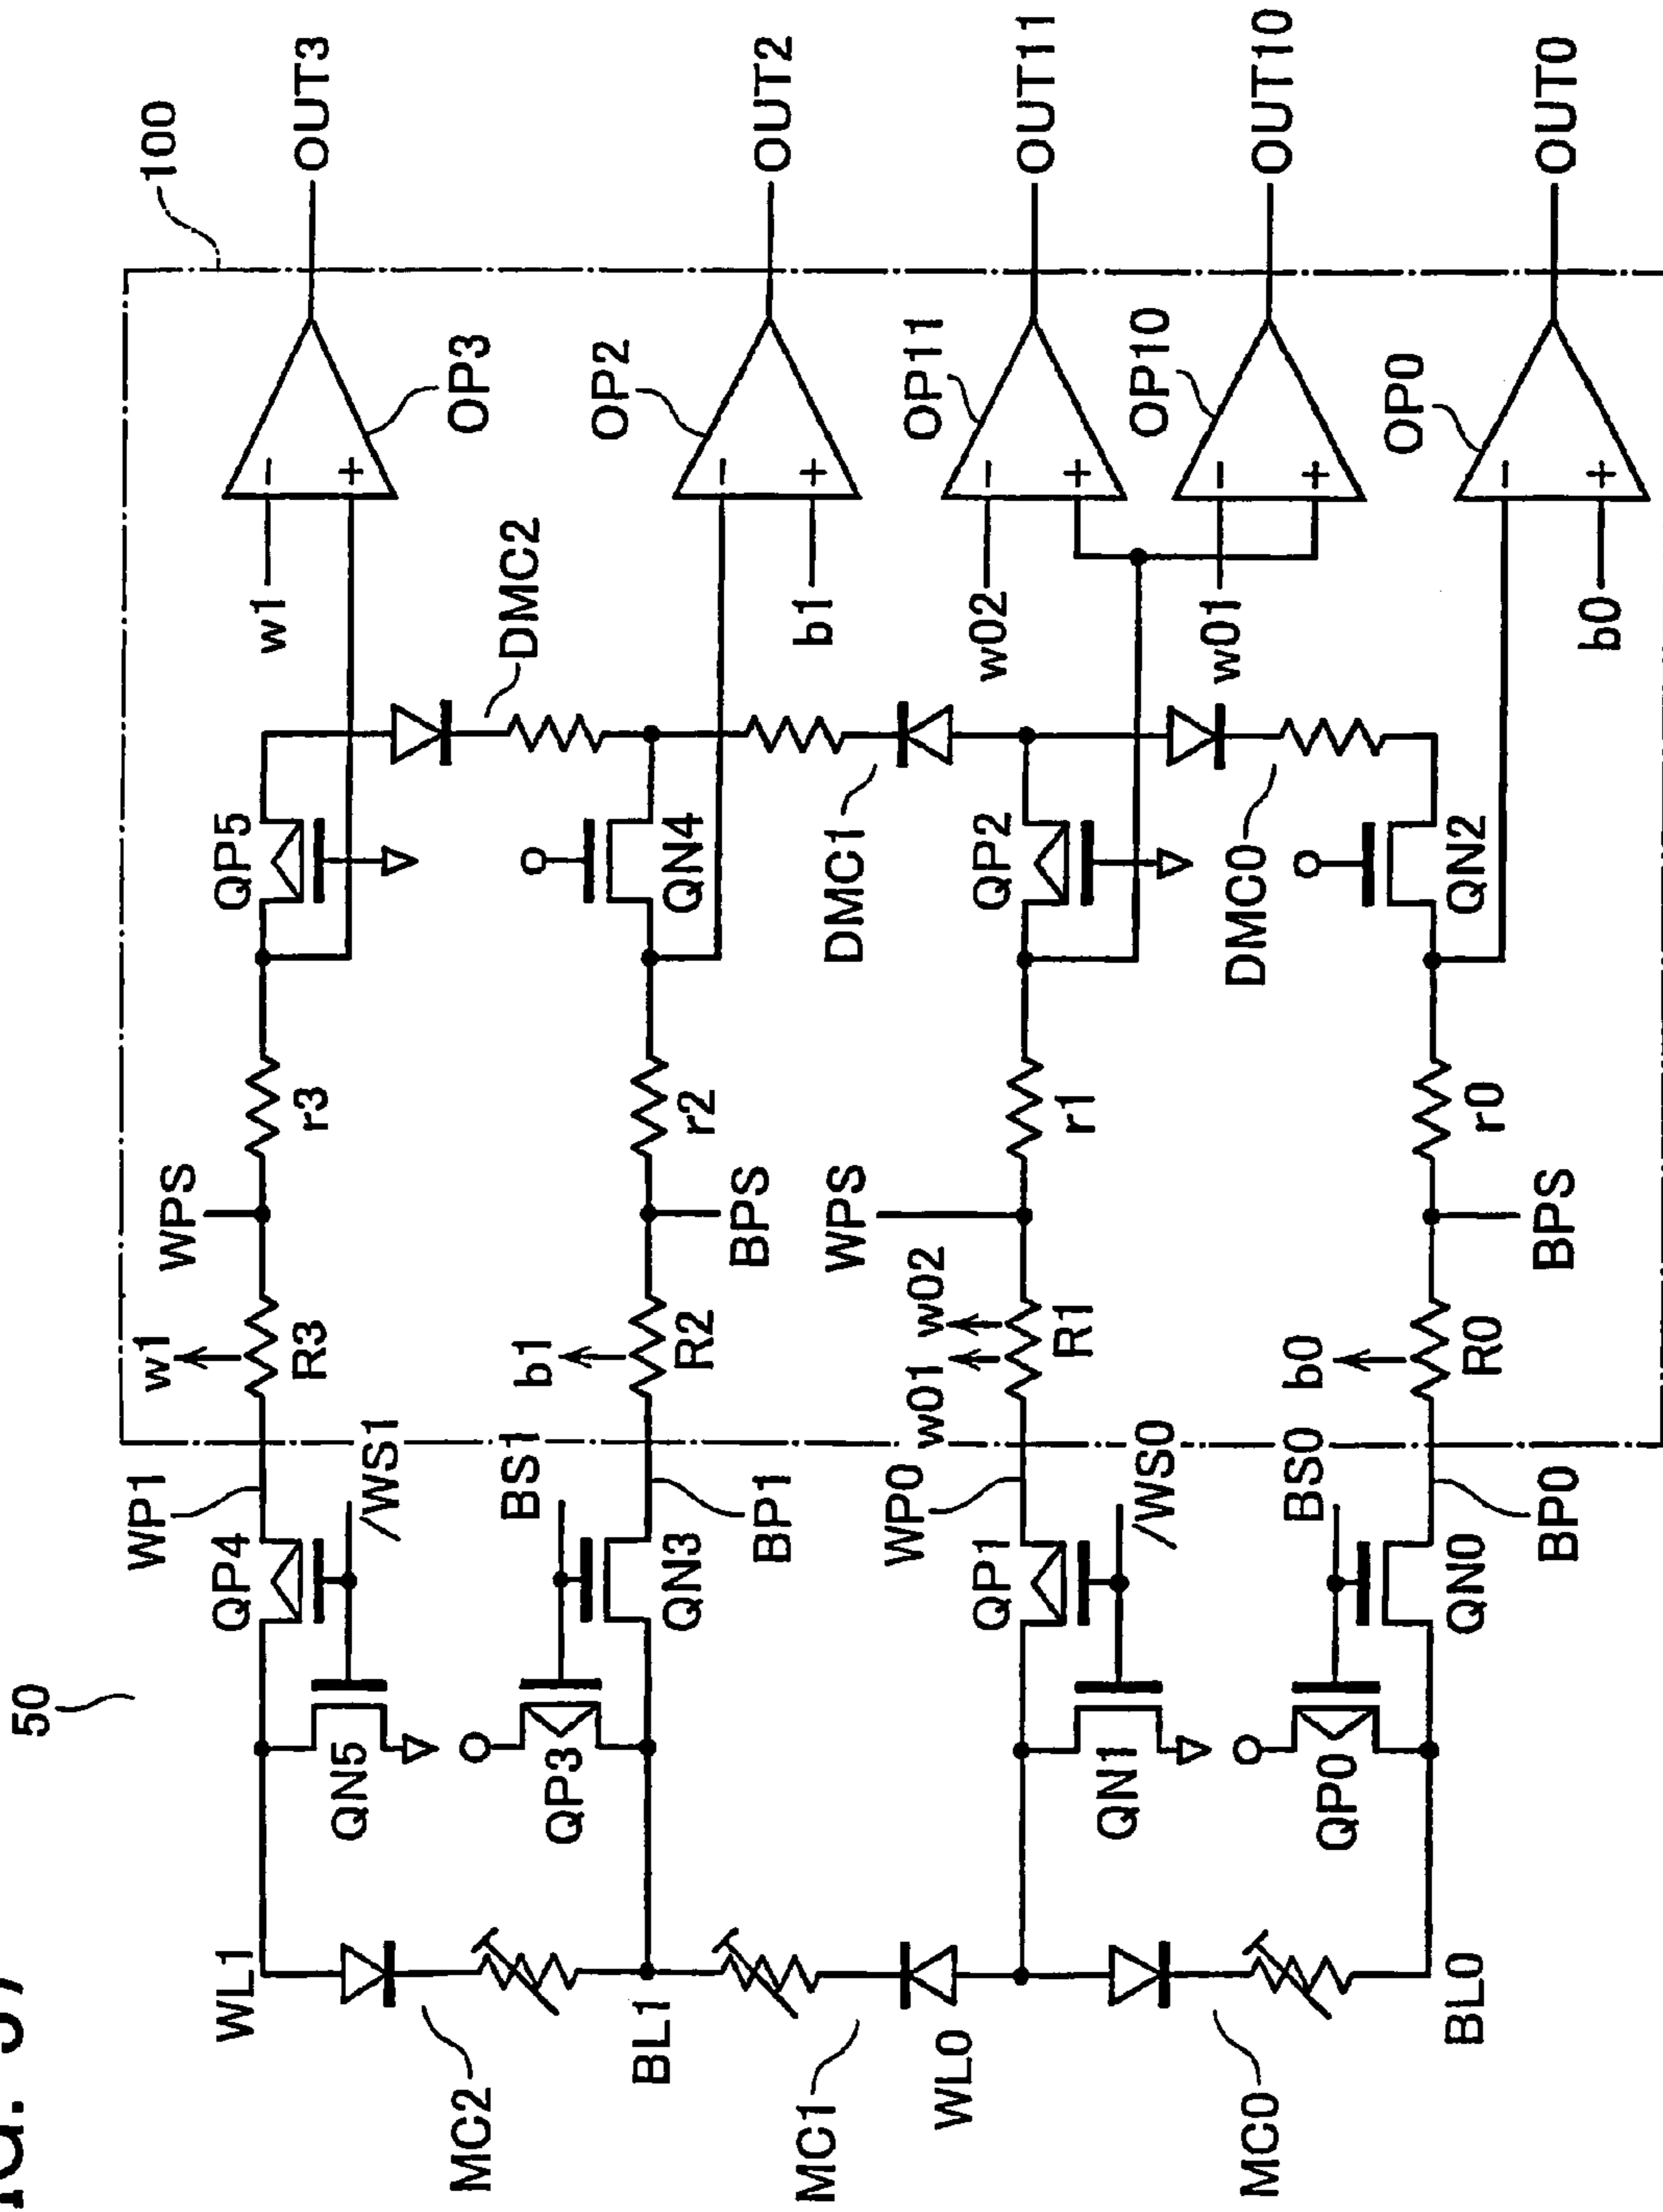 50
WP1
w1
WPS
100
WL1
QP4
QP5
w1
R3
r3
OUT3
QN5
/WS1
MC2
OP3
BS1
b1
DMC2
QP3
OP2
BL1
QN3
R2
r2
QN4
BP1
BPS
OUT2
MC1
b1
WPS
DMC1
WP0
w01
w02
OP11
WL0
QP1
QP2
w02
OUT11
R1
r1
QN1
/WS0
OP10
w01
DMC0
MC0
OUT10
BS0
b0
QP0
OP0
BL0
QN0
R0
r0
QN2
BP0
BPS
OUT0
b0